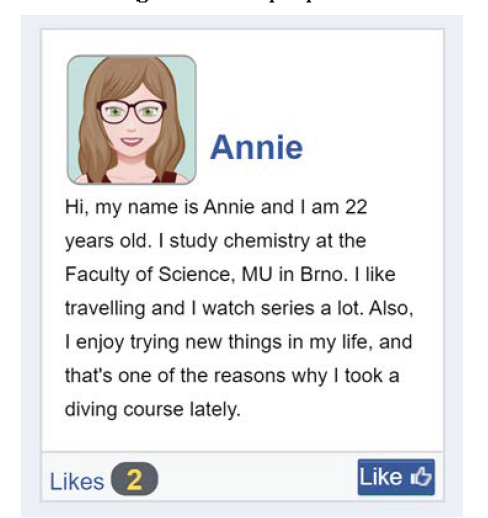 Annie
Hi, my name is Annie and I am 22
years old. I study chemistry at the
Faculty of Science, MU in Brno. I like
travelling and I watch series a lot. Also,
I enjoy trying new things in my life, and
that's one of the reasons why I took a
diving course lately.
Likes 2
Like